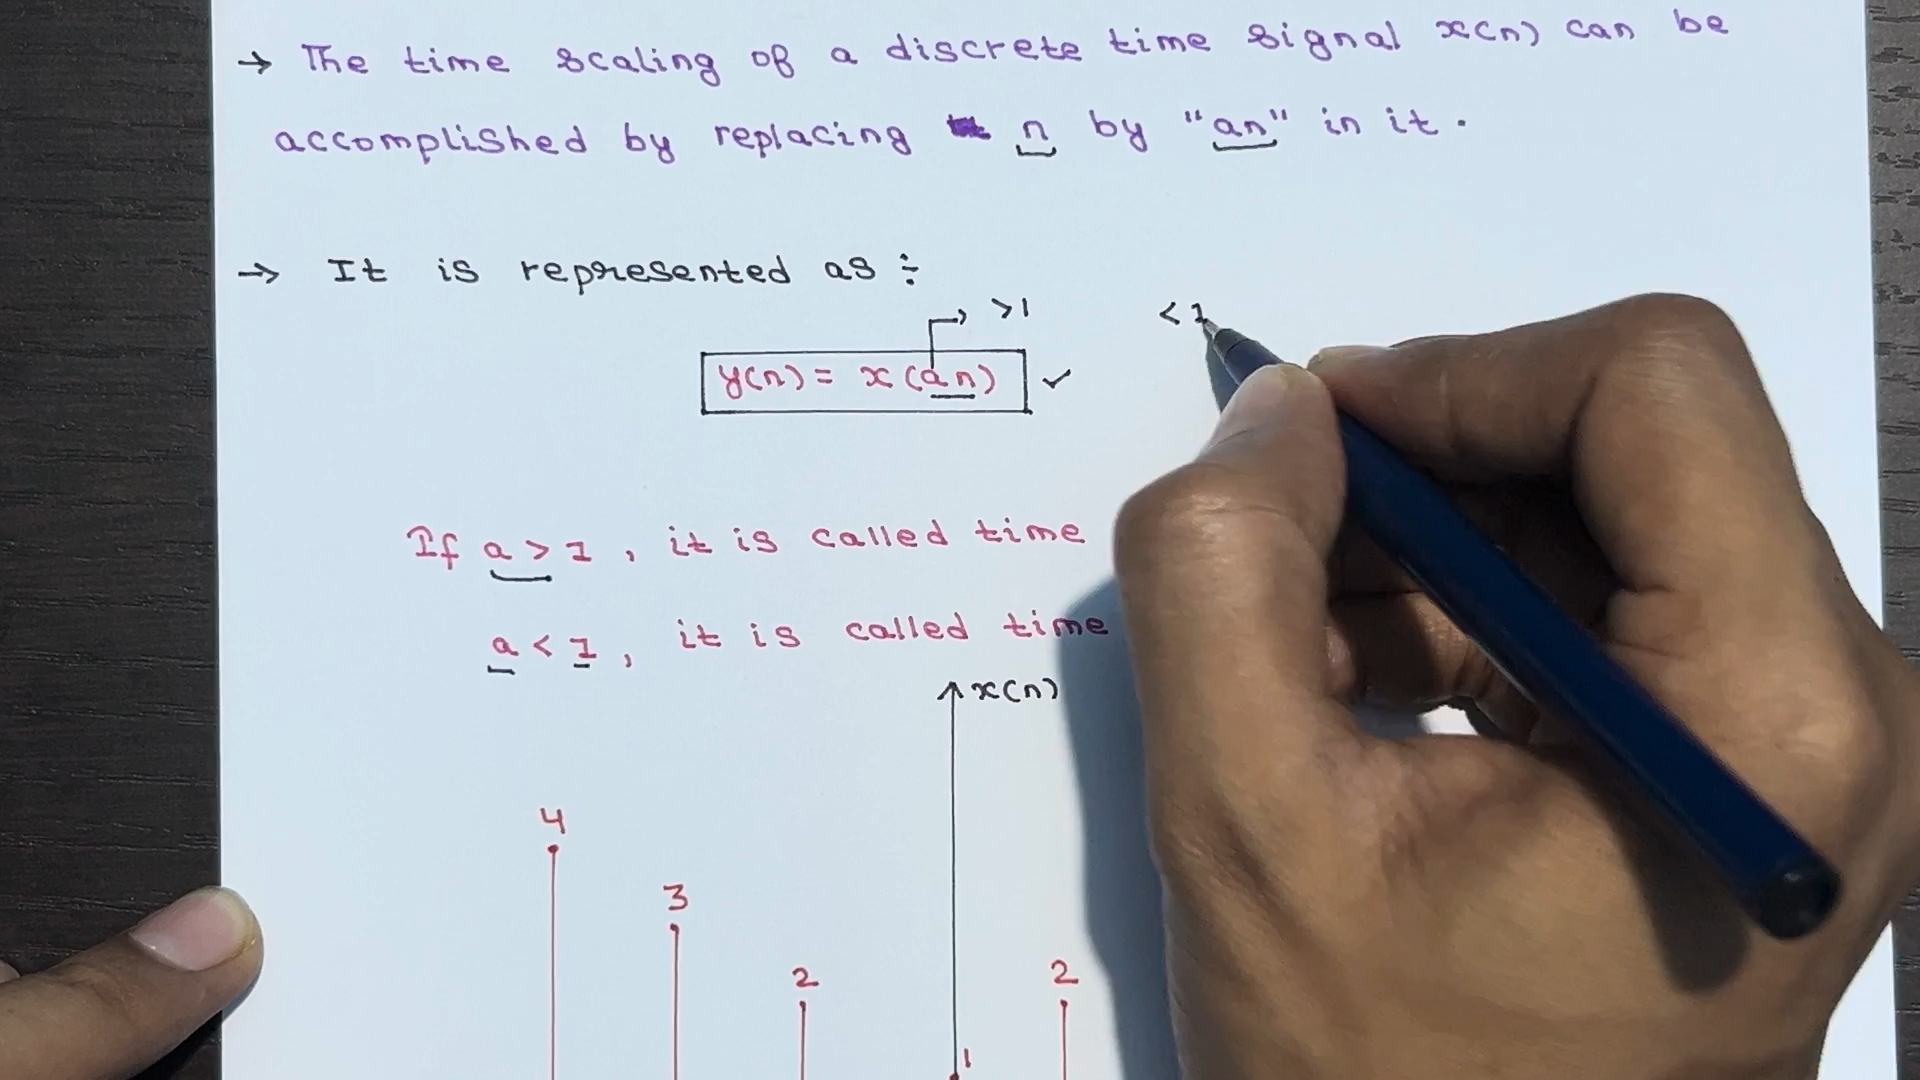 → The time scaling of a discrete time signal x(n) can be
accomplished by replacing n by "an" in it.
→ It is represented as ÷
>1 <1
y(n) = x(an) ✓
If a > 1, it is called time
a < 1, it is called time
x(n)
4
3
2
2
1